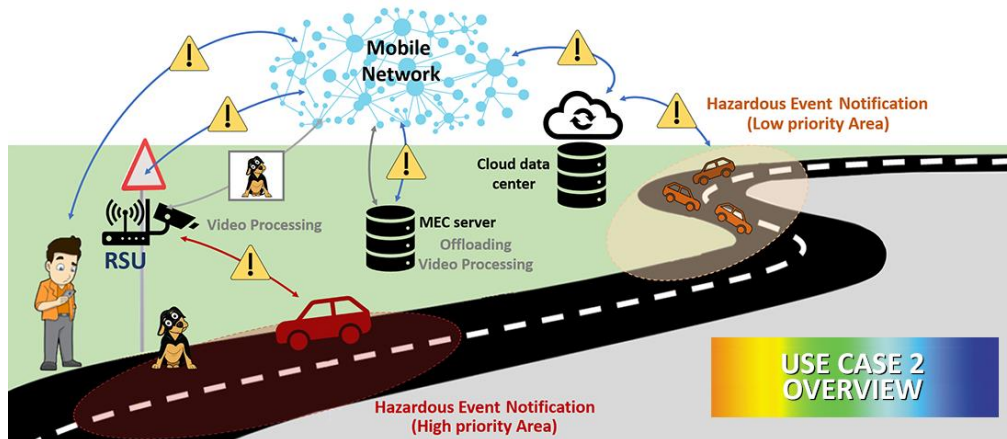 Mobile
Network
Hazardous Event Notification
(Low priority Area)
Cloud data
center
MEC server
Offloading
Video Processing
Video Processing
RSU
Hazardous Event Notification
(High priority Area)
USE CASE 2
OVERVIEW